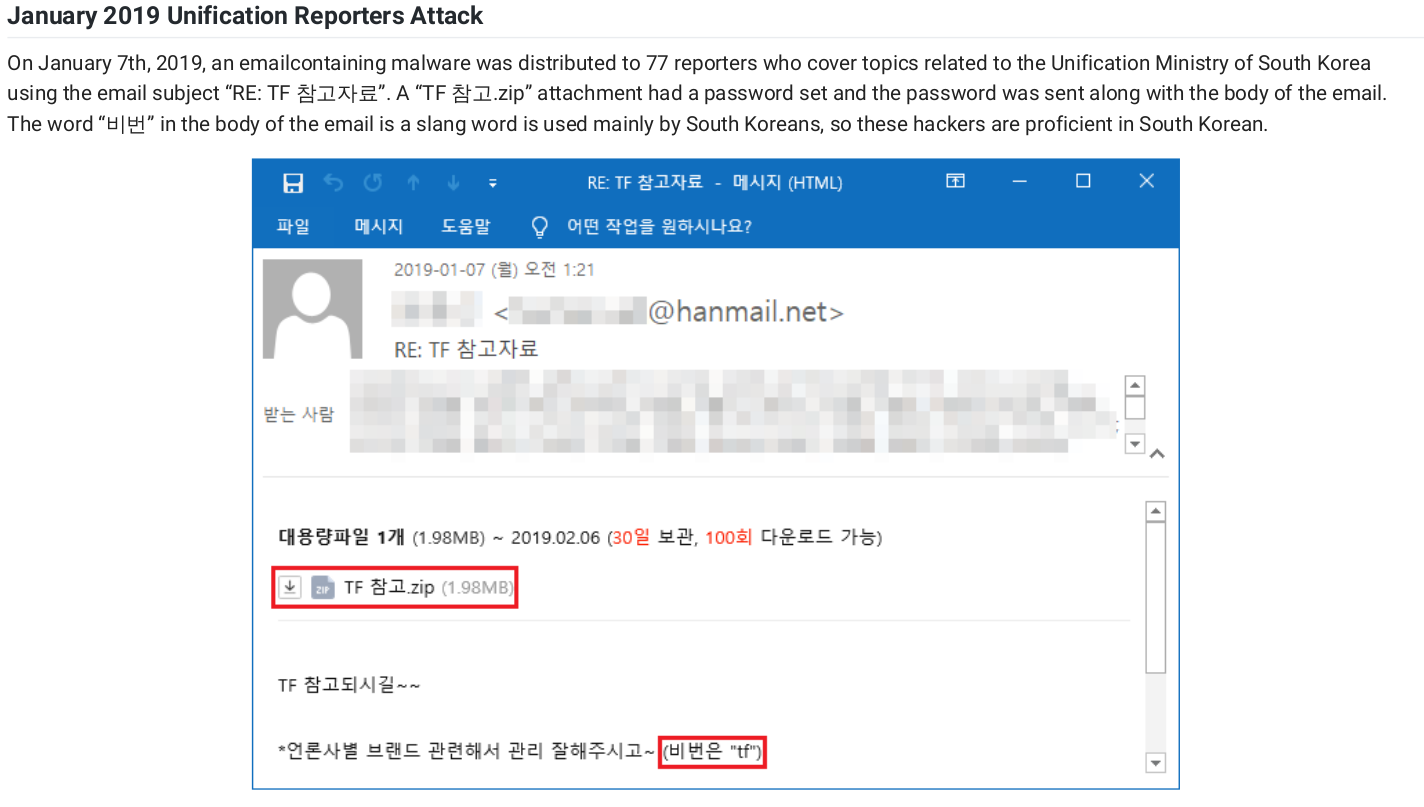 January 2019 Unification Reporters Attack
On January 7th, 2019, an emailcontaining malware was distributed to 77 reporters who cover topics related to the Unification Ministry of South Korea
using the email subject “RE: TF 참고자료”. A “TF 참고.zip” attachment had a password set and the password was sent along with the body of the email.
The word “비번” in the body of the email is a slang word is used mainly by South Koreans, so these hackers are proficient in South Korean.
RE: TF 참고자료 - 메시지 (HTML)
파일 메시지 도움말 어떤 작업을 원하시나요?
2019-01-07 (월) 오전 1:21
<@hanmail.net>
RE: TF 참고자료
받는 사람 ;
대용량파일 1개 (1.98MB) ~ 2019.02.06 (30일 보관, 100회 다운로드 가능)
ZIP TF 참고.zip (1.98MB)
TF 참고되시길~~
*언론사별 브랜드 관련해서 관리 잘해주시고~ (비번은 "tf")